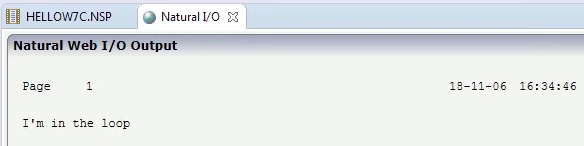 HELLOW7C.NSP Natural I/O
Natural Web I/O Output
Page 1 18-11-06 16:34:46
I'm in the loop